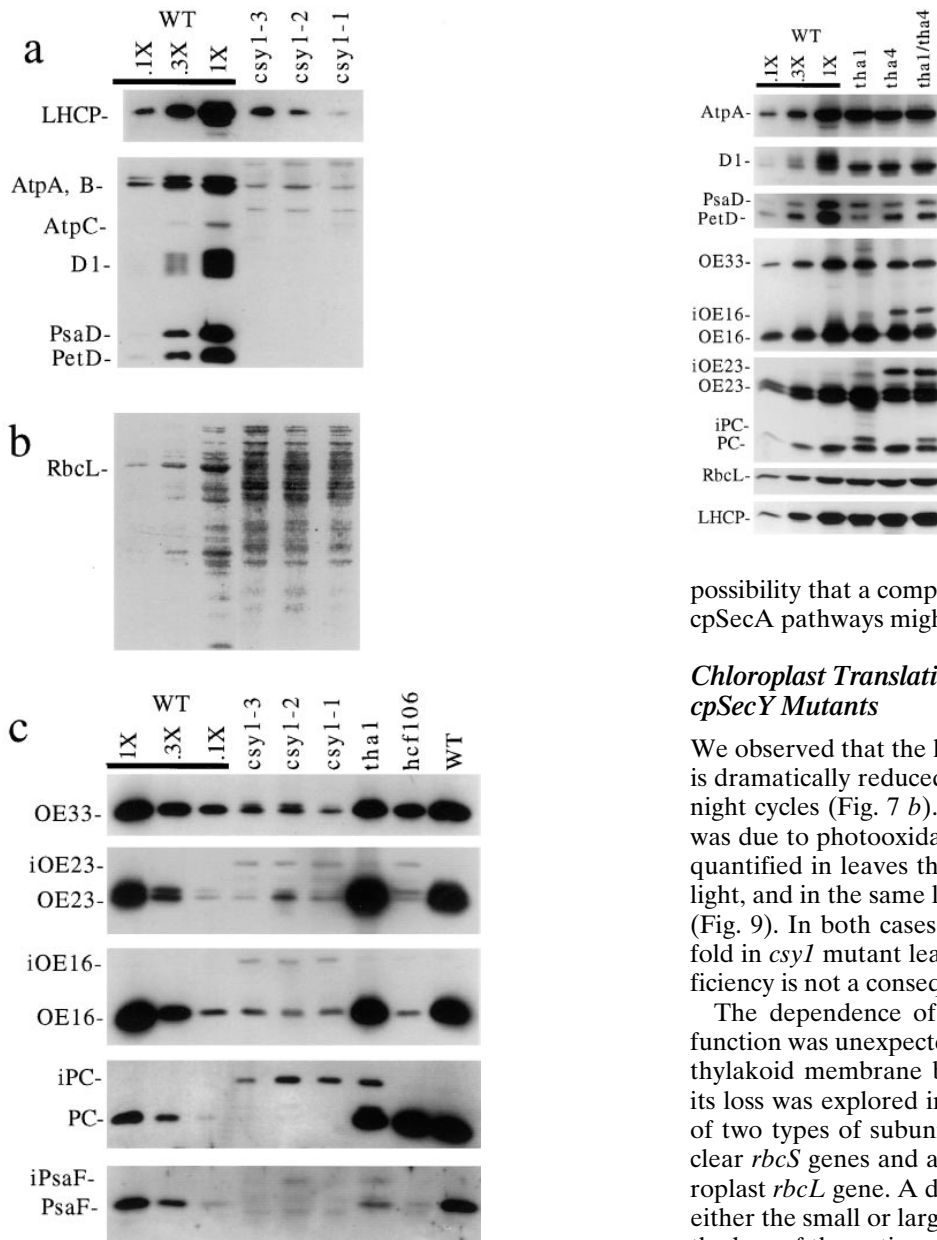 a
WT
.1X .3X 1X csy1-3 csy1-2 csy1-1
LHCP-
AtpA, B-
AtpC-
D1-
PsaD-
PetD-
b
RbcL-
c
WT
1X .3X .1X csy1-3 csy1-2 csy1-1 tha1 hcf106 WT
OE33-
iOE23-
OE23-
iOE16-
OE16-
iPC-
PC-
iPsaF-
PsaF-
WT
.1X .3X 1X tha1 tha4 tha1/tha4
AtpA-
D1-
PsaD-
PetD-
OE33-
iOE16-
OE16-
iOE23-
OE23-
iPC-
PC-
RbcL-
LHCP-
possibility that a comp
cpSecA pathways migh
Chloroplast Translati
cpSecY Mutants
We observed that the l
is dramatically reduced
night cycles (Fig. 7 b).
was due to photooxida
quantified in leaves th
light, and in the same l
(Fig. 9). In both cases
fold in csy1 mutant lea
ficiency is not a conseq
The dependence of
function was unexpecte
thylakoid membrane b
its loss was explored in
of two types of subun
clear rbcS genes and a
roplast rbcL gene. A d
either the small or larg